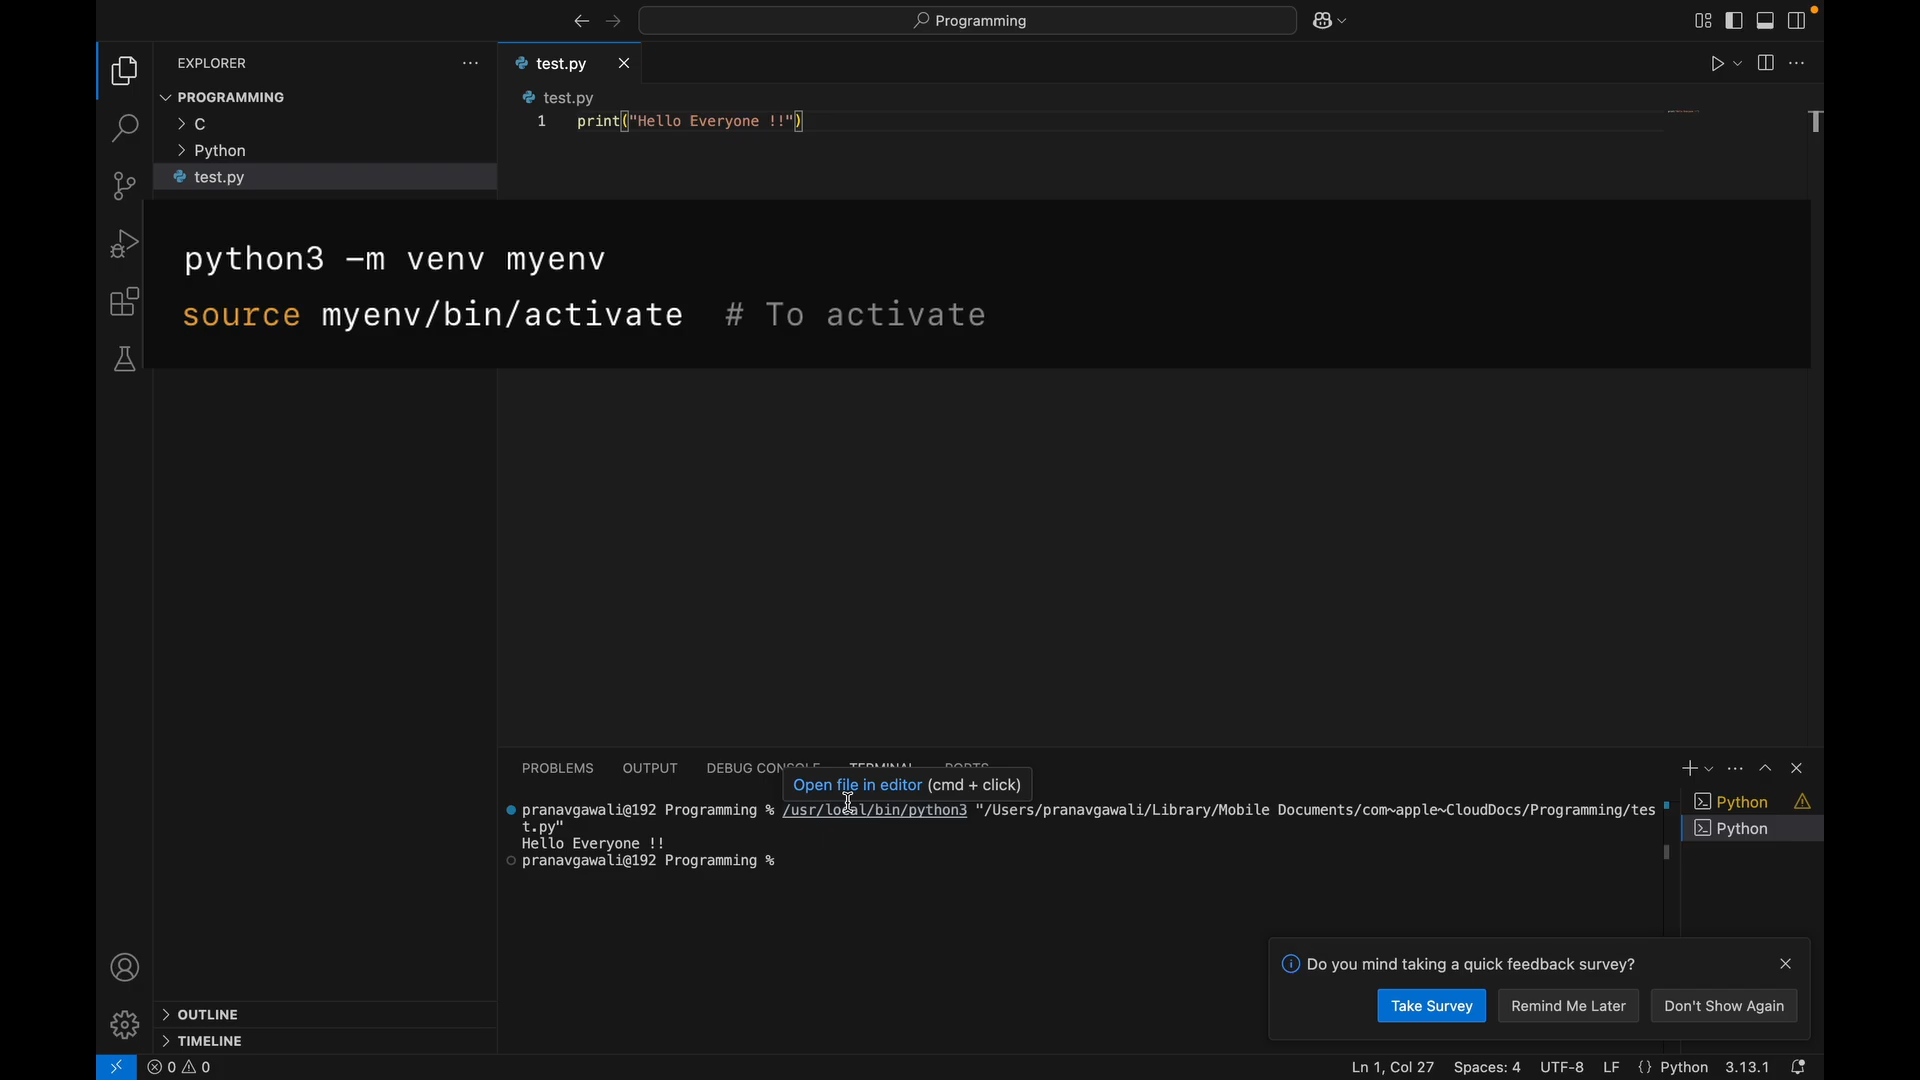 Programming
EXPLORER
PROGRAMMING
C
Python
test.py
test.py
test.py
1 print("Hello Everyone !!")
python3 -m venv myenv
source myenv/bin/activate # To activate
PROBLEMS OUTPUT DEBUG CONSOLE TERMINAL PORTS
Open file in editor (cmd + click)
pranavgawali@192 Programming % /usr/local/bin/python3 "/Users/pranavgawali/Library/Mobile Documents/com~apple~CloudDocs/Programming/tes
t.py"
Hello Everyone !!
pranavgawali@192 Programming %
Python
Python
Do you mind taking a quick feedback survey?
Take Survey Remind Me Later Don't Show Again
OUTLINE
TIMELINE
0 0
Ln 1, Col 27 Spaces: 4 UTF-8 LF {} Python 3.13.1